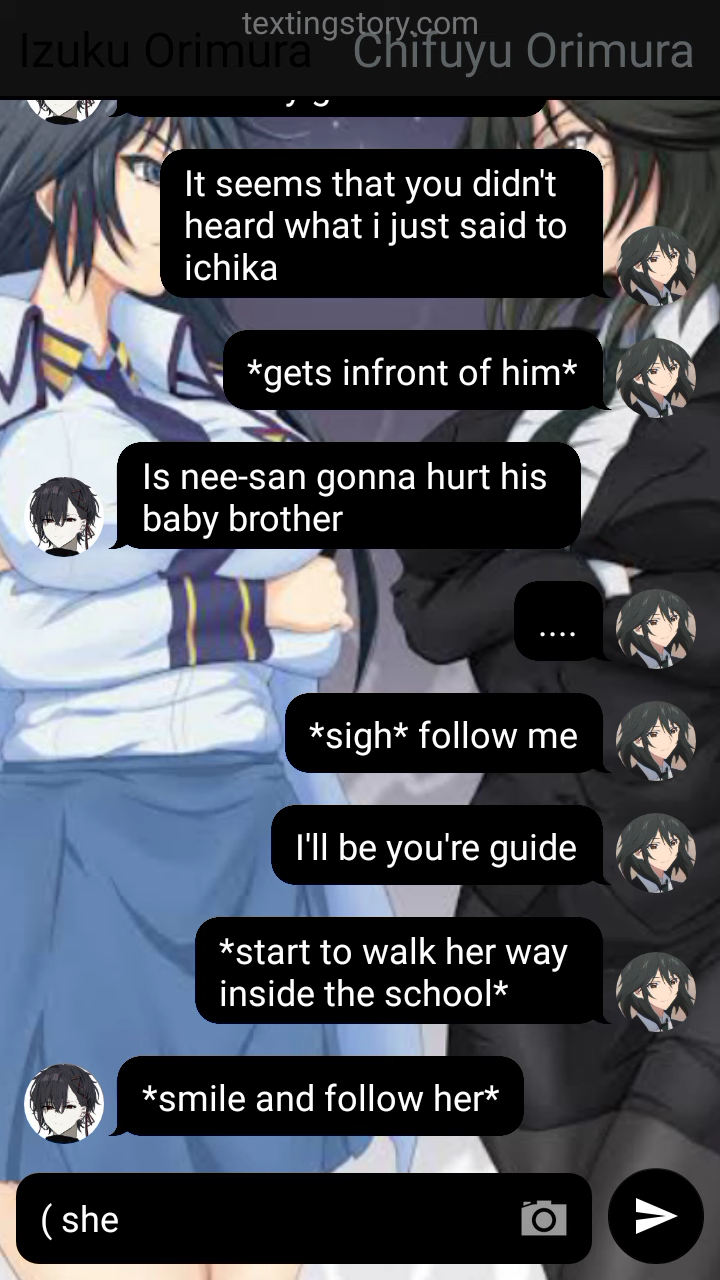 textingstory.com
Izuku Orimura Chifuyu Orimura
It seems that you didn't
heard what i just said to
ichika
*gets infront of him*
Is nee-san gonna hurt his
baby brother
....
*sigh* follow me
I'll be you're guide
*start to walk her way
inside the school*
*smile and follow her*
( she